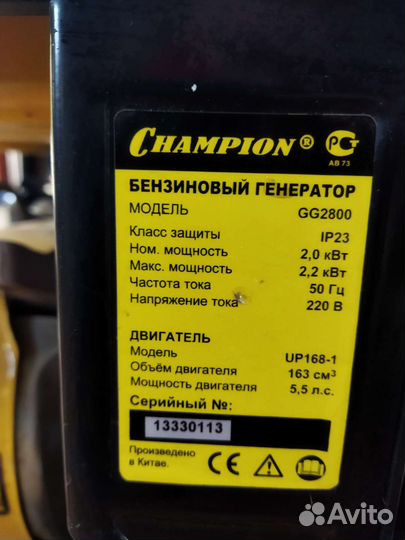 CHAMPION® РСТ
АВ 73
БЕНЗИНОВЫЙ ГЕНЕРАТОР
МОДЕЛЬ GG2800
Класс защиты IP23
Ном. мощность 2,0 кВт
Макс. мощность 2,2 кВт
Частота тока 50 Гц
Напряжение тока 220 В
ДВИГАТЕЛЬ
Модель UP168-1
Объём двигателя 163 см³
Мощность двигателя 5,5 л.с.
Серийный №:
13330113
Произведено
в Китае.
CE
Avito